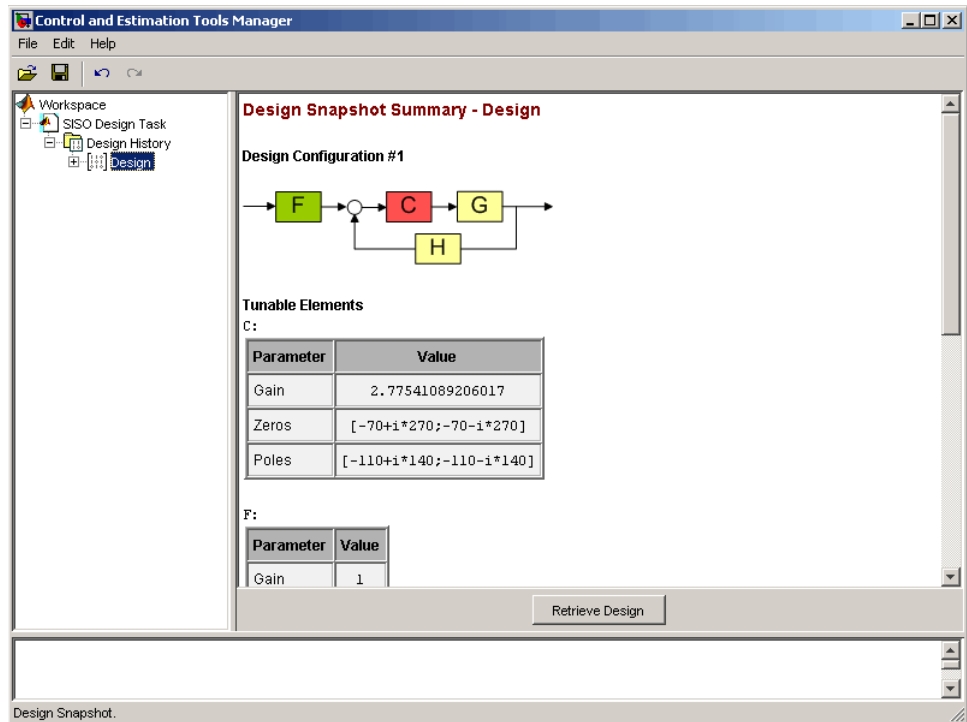 Control and Estimation Tools Manager
File Edit Help
Workspace
SISO Design Task
Design History
Design
Design Snapshot Summary - Design
Design Configuration #1
F
C
G
H
Tunable Elements
C:
Parameter Value
Gain 2.77541089206017
Zeros [-70+i*270;-70-i*270]
Poles [-110+i*140;-110-i*140]
F:
Parameter Value
Gain 1
Retrieve Design
Design Snapshot.